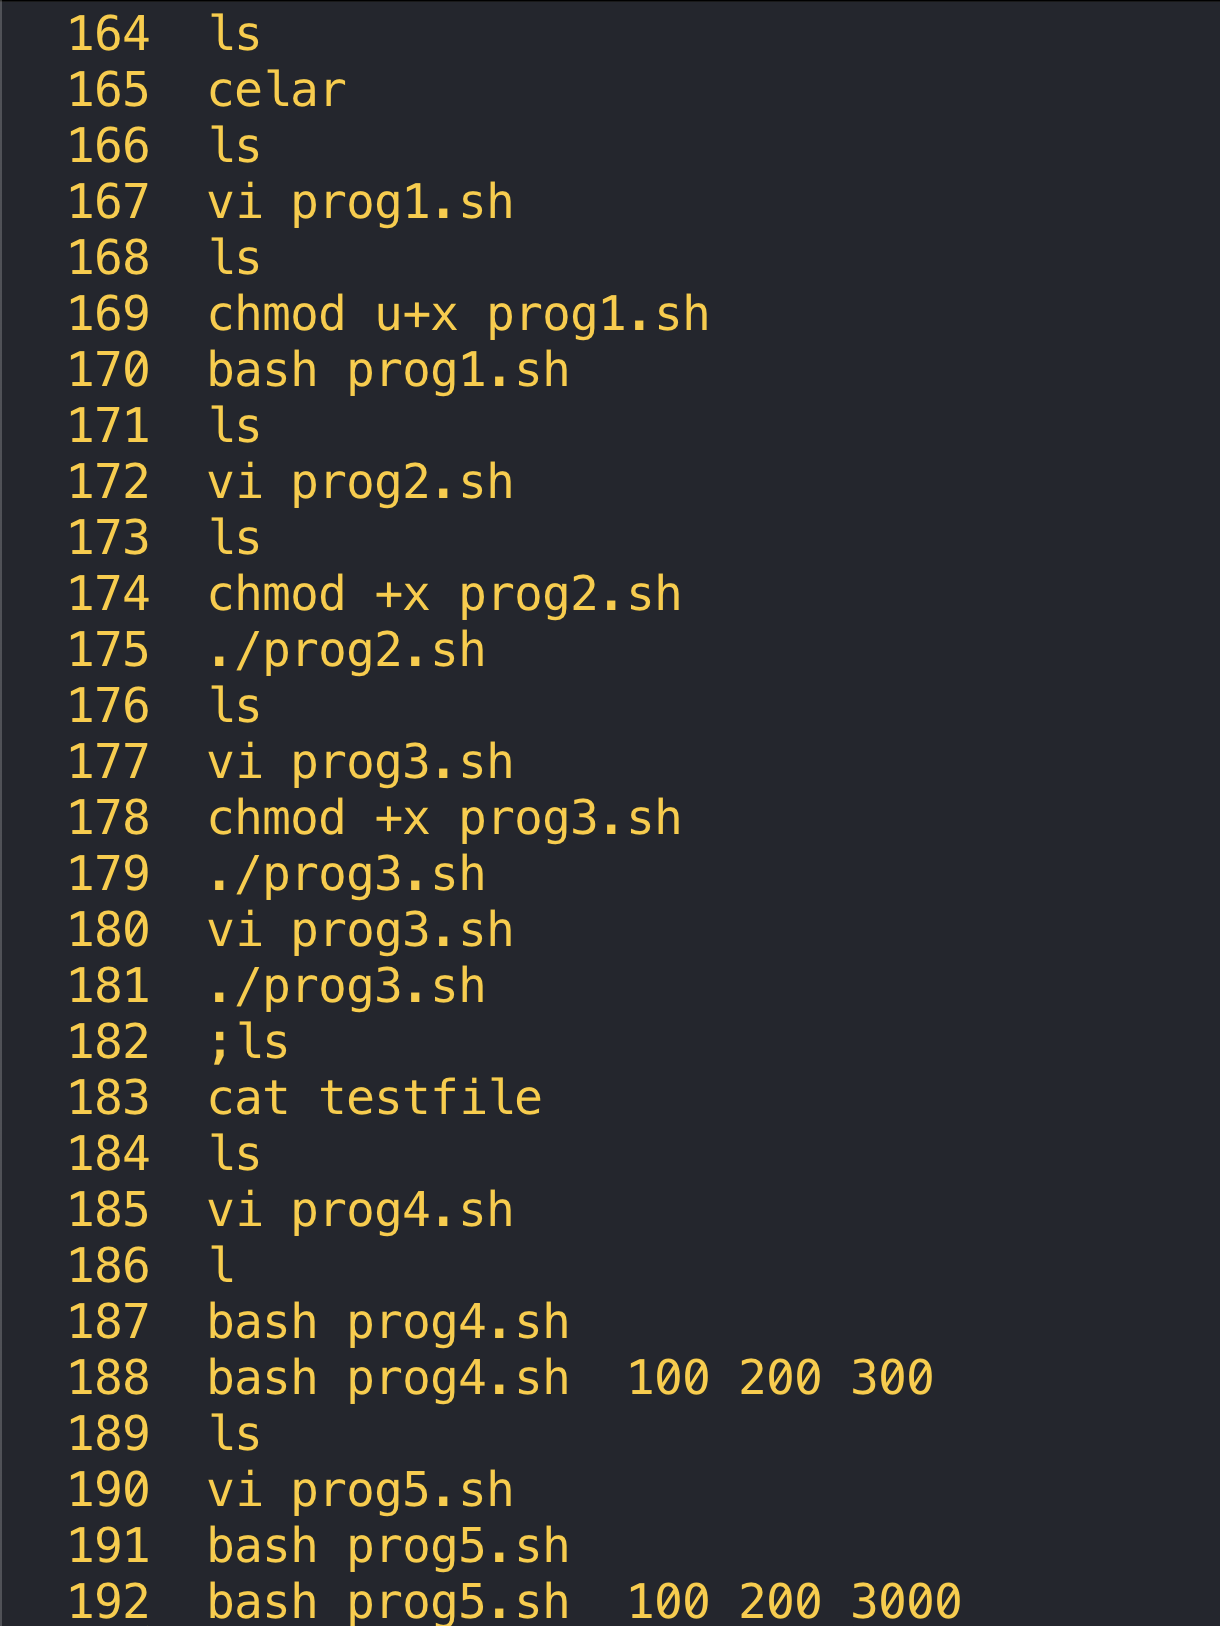 164 ls
165 celar
166 ls
167 vi prog1.sh
168 ls
169 chmod u+x prog1.sh
170 bash prog1.sh
171 ls
172 vi prog2.sh
173 ls
174 chmod +x prog2.sh
175 ./prog2.sh
176 ls
177 vi prog3.sh
178 chmod +x prog3.sh
179 ./prog3.sh
180 vi prog3.sh
181 ./prog3.sh
182 ;ls
183 cat testfile
184 ls
185 vi prog4.sh
186 l
187 bash prog4.sh
188 bash prog4.sh  100 200 300
189 ls
190 vi prog5.sh
191 bash prog5.sh
192 bash prog5.sh  100 200 3000